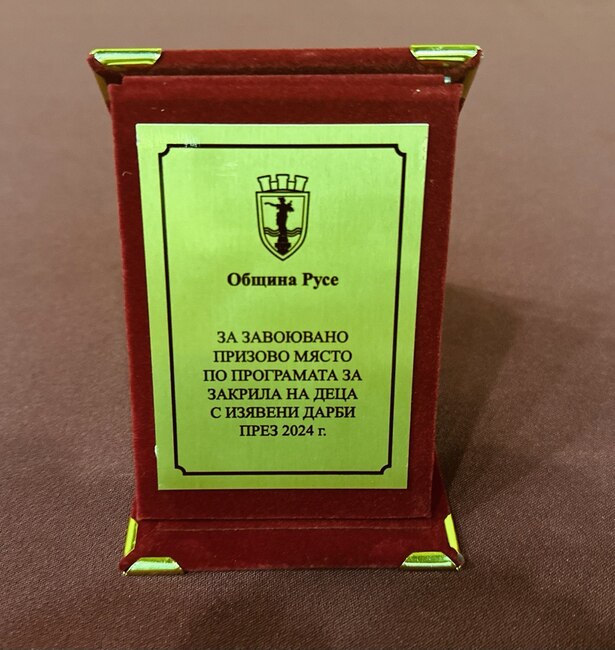 Община Русе
ЗА ЗАВОЮВАНО
ПРИЗОВО МЯСТО
ПО ПРОГРАМАТА ЗА
ЗАКРИЛА НА ДЕЦА
С ИЗЯВЕНИ ДАРБИ
ПРЕЗ 2024 г.